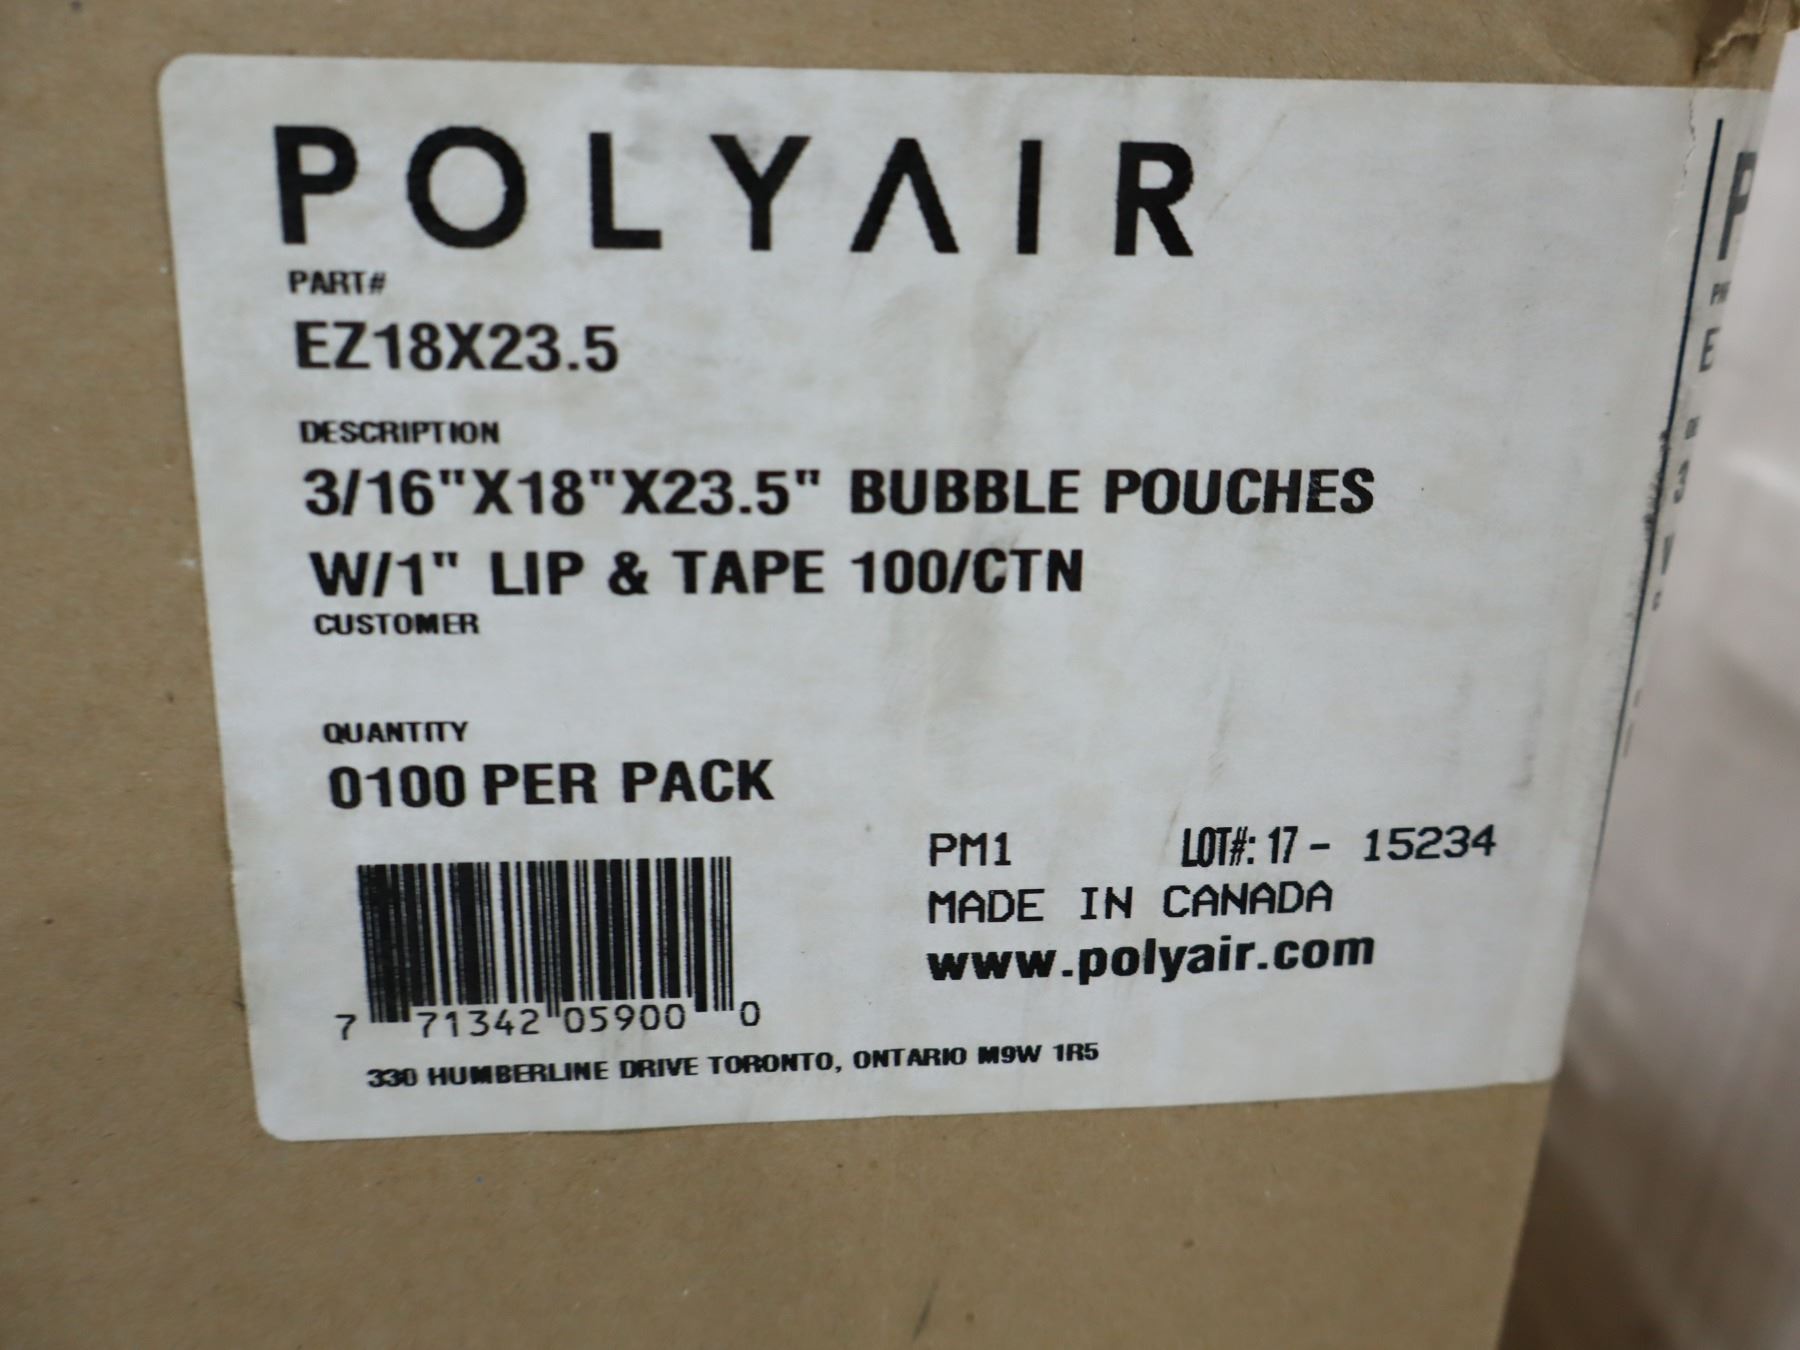 POLYAIR
PART#
EZ18X23.5
DESCRIPTION
3/16"X18"X23.5" BUBBLE POUCHES
W/1" LIP & TAPE 100/CTN
CUSTOMER
QUANTITY
0100 PER PACK
PM1 LOT#: 17 - 15234
MADE IN CANADA
www.polyair.com
7 71342 05900 0
330 HUMBERLINE DRIVE TORONTO, ONTARIO M9W 1R5